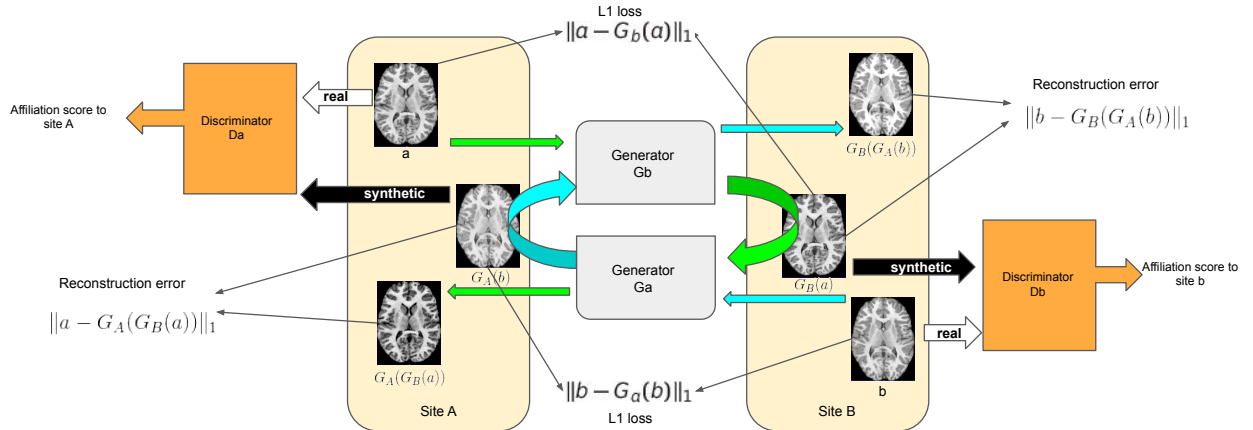 L1 loss
‖a − G_b(a)‖₁
real
Affiliation score to
site A
Discriminator
Da
a
Generator
Gb
G_B(G_A(b))
Reconstruction error
‖b − G_B(G_A(b))‖₁
synthetic
G_A(b)
Generator
Ga
G_B(a)
synthetic
Discriminator
Db
Affiliation score to
site b
Reconstruction error
‖a − G_A(G_B(a))‖₁
real
G_A(G_B(a))
‖b − G_a(b)‖₁
b
Site A
L1 loss
Site B